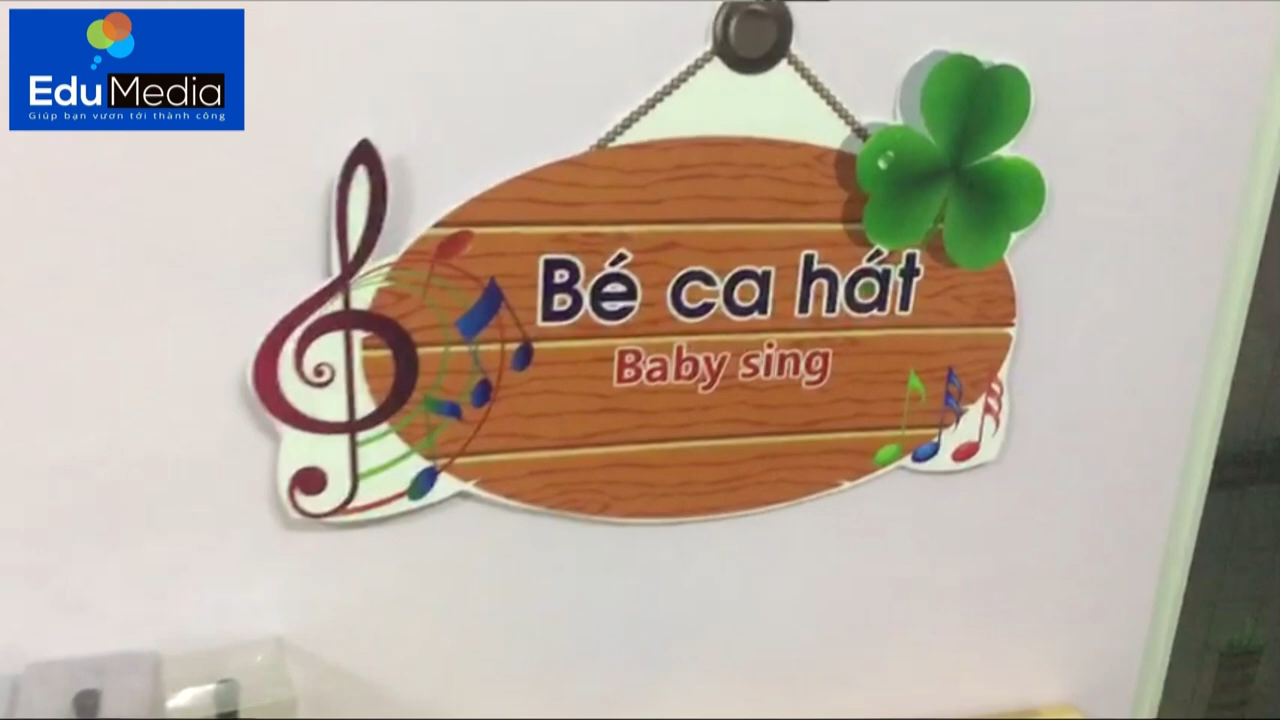 Edu Media
Giúp bạn vươn tới thành công
Bé ca hát
Baby sing